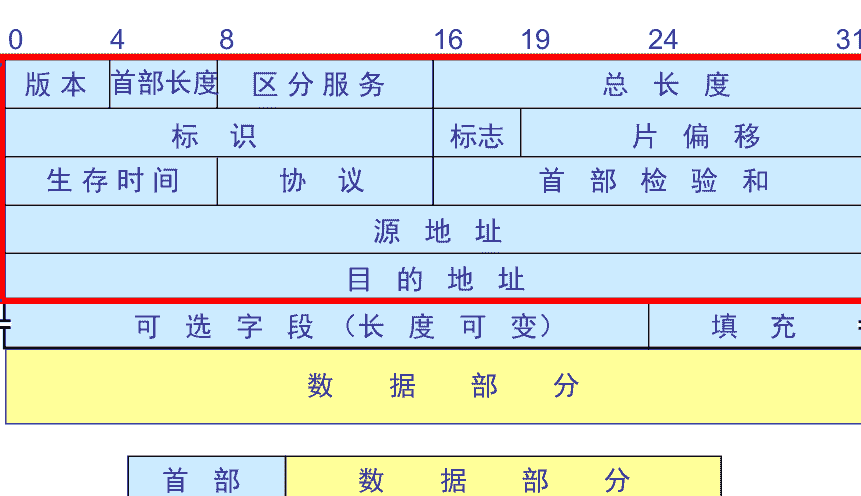 0 4 8 16 19 24 31
版本 首部长度 区分服务 总长度
标识 标志 片偏移
生存时间 协议 首部检验和
源地址
目的地址
可选字段（长度可变） 填充
数据部分
首部 数据部分